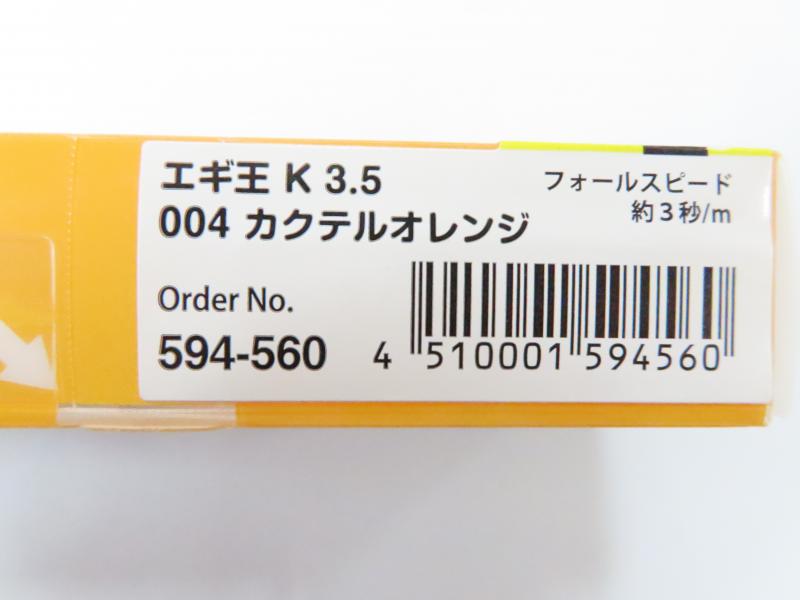 エギ王 K 3.5
004 カクテルオレンジ
フォールスピード
約3秒/m
Order No.
594-560
4 510001 594560